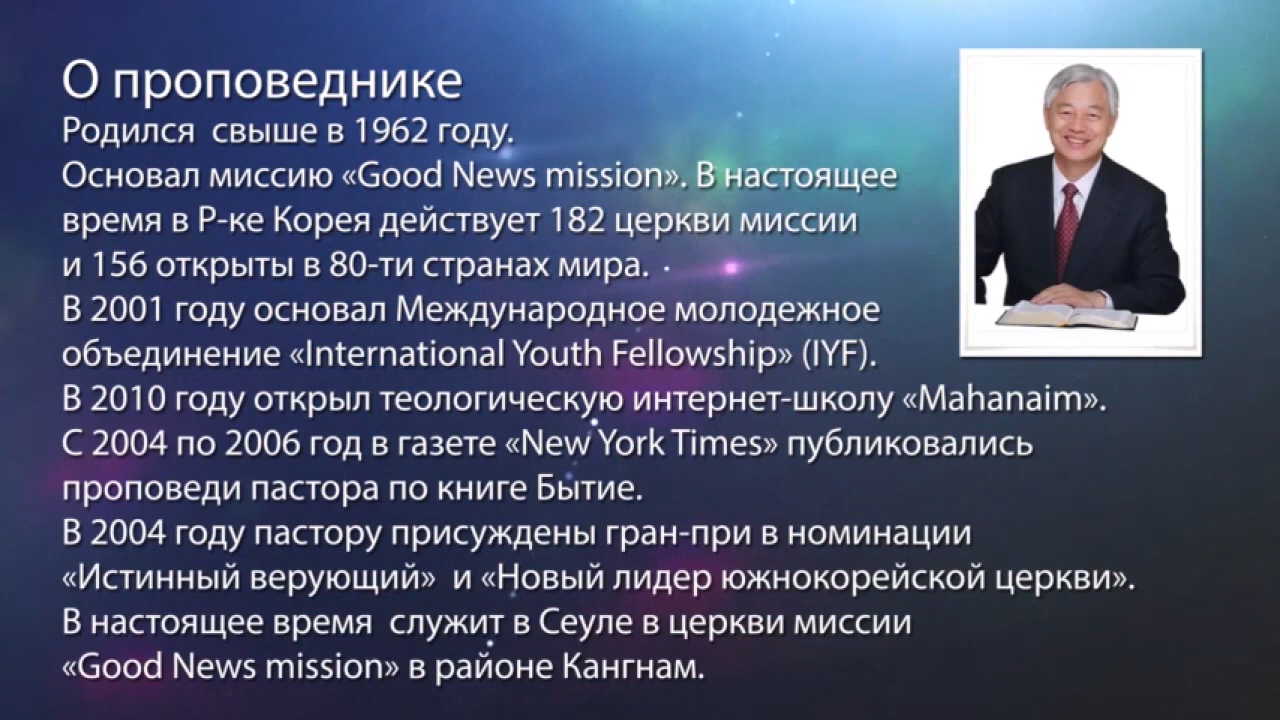 О проповеднике
Родился свыше в 1962 году.
Основал миссию «Good News mission». В настоящее
время в Р-ке Корея действует 182 церкви миссии
и 156 открыты в 80-ти странах мира.
В 2001 году основал Международное молодежное
объединение «International Youth Fellowship» (IYF).
В 2010 году открыл теологическую интернет-школу «Mahanaim».
С 2004 по 2006 год в газете «New York Times» публиковались
проповеди пастора по книге Бытие.
В 2004 году пастору присуждены гран-при в номинации
«Истинный верующий» и «Новый лидер южнокорейской церкви».
В настоящее время служит в Сеуле в церкви миссии
«Good News mission» в районе Кангнам.